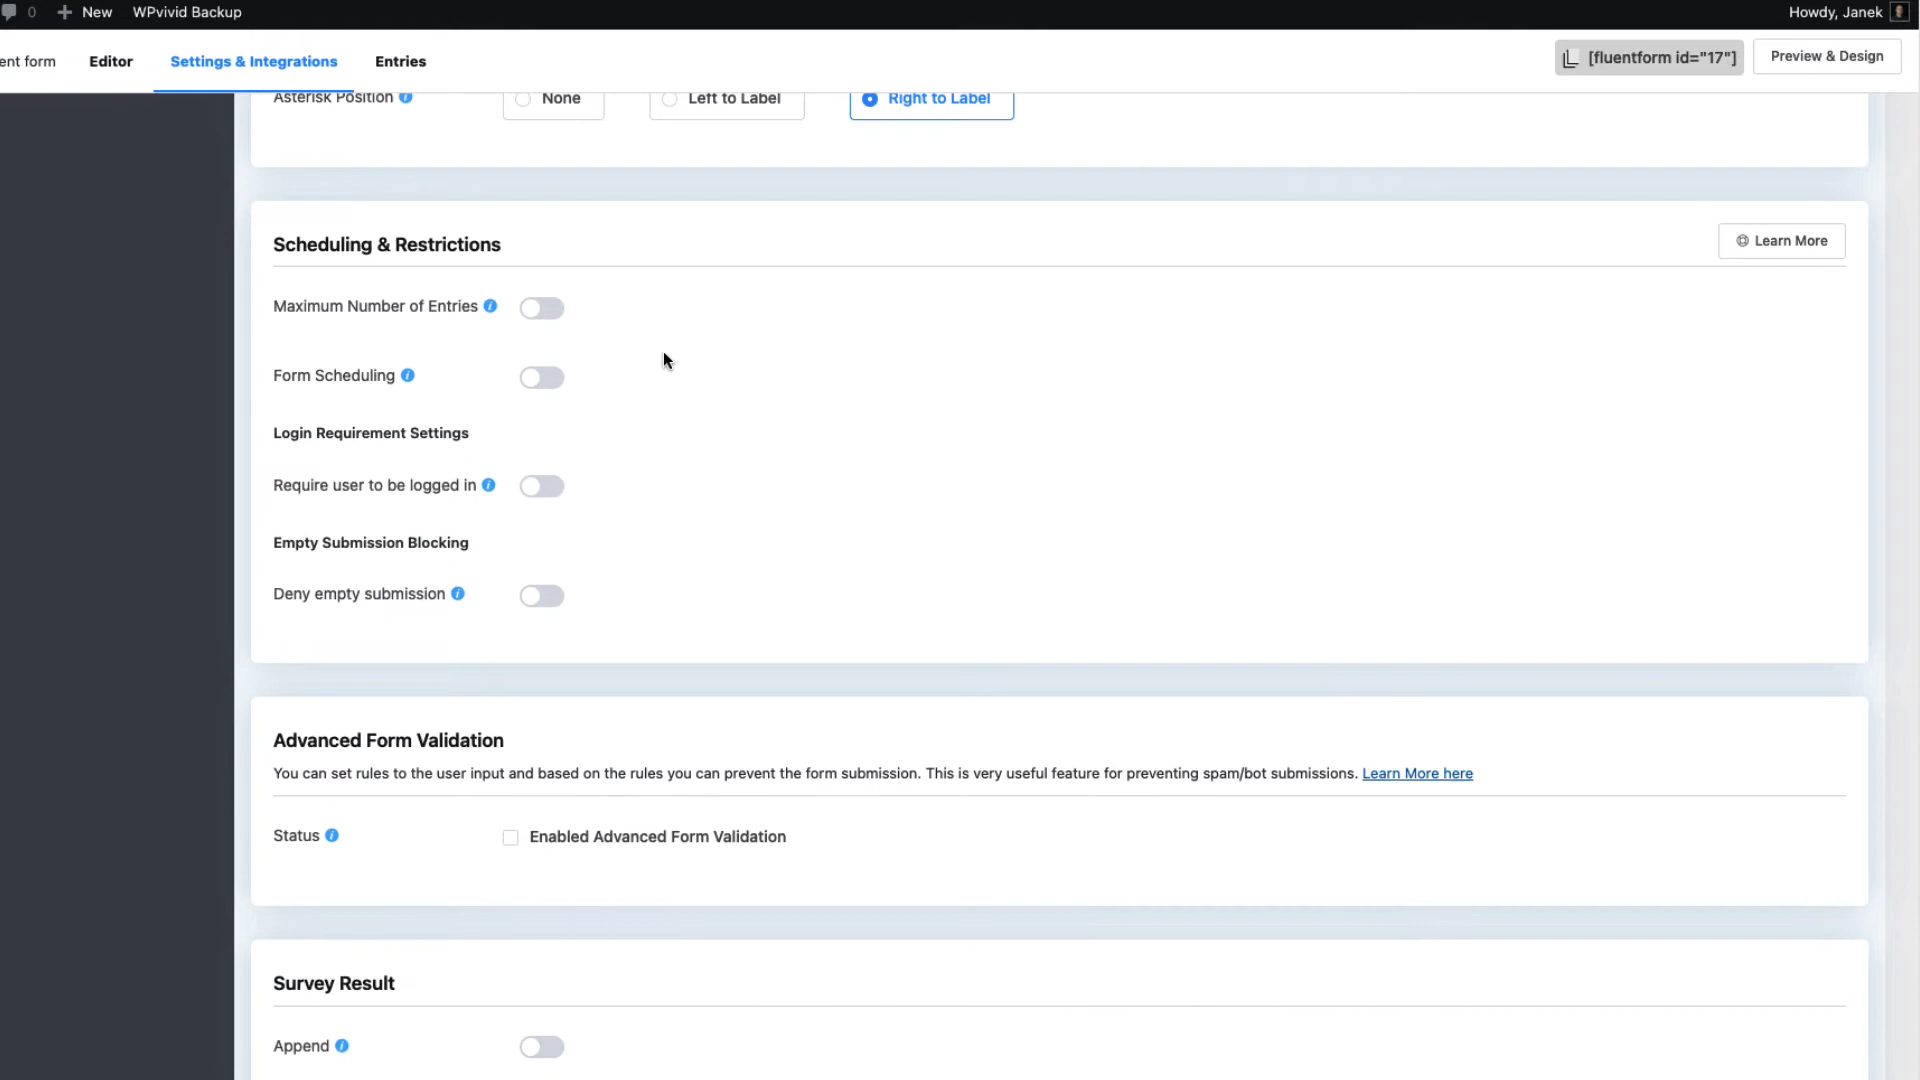 0 New WPvivid Backup Howdy, Janek
ent form Editor Settings & Integrations Entries [fluentform id="17"] Preview & Design
Asterisk Position None Left to Label Right to Label
Scheduling & Restrictions Learn More
Maximum Number of Entries
Form Scheduling
Login Requirement Settings
Require user to be logged in
Empty Submission Blocking
Deny empty submission
Advanced Form Validation
You can set rules to the user input and based on the rules you can prevent the form submission. This is very useful feature for preventing spam/bot submissions. Learn More here
Status Enabled Advanced Form Validation
Survey Result
Append